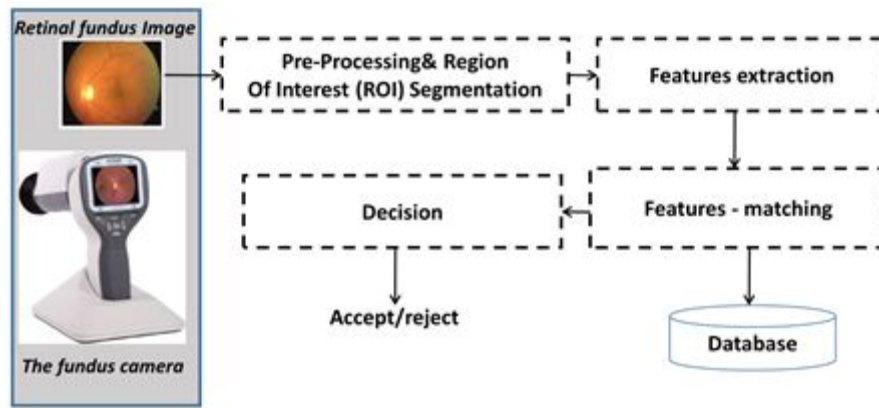 Retinal fundus Image
Pre-Processing& Region
Of Interest (ROI) Segmentation
Features extraction
Decision
Features - matching
Accept/reject
Database
The fundus camera